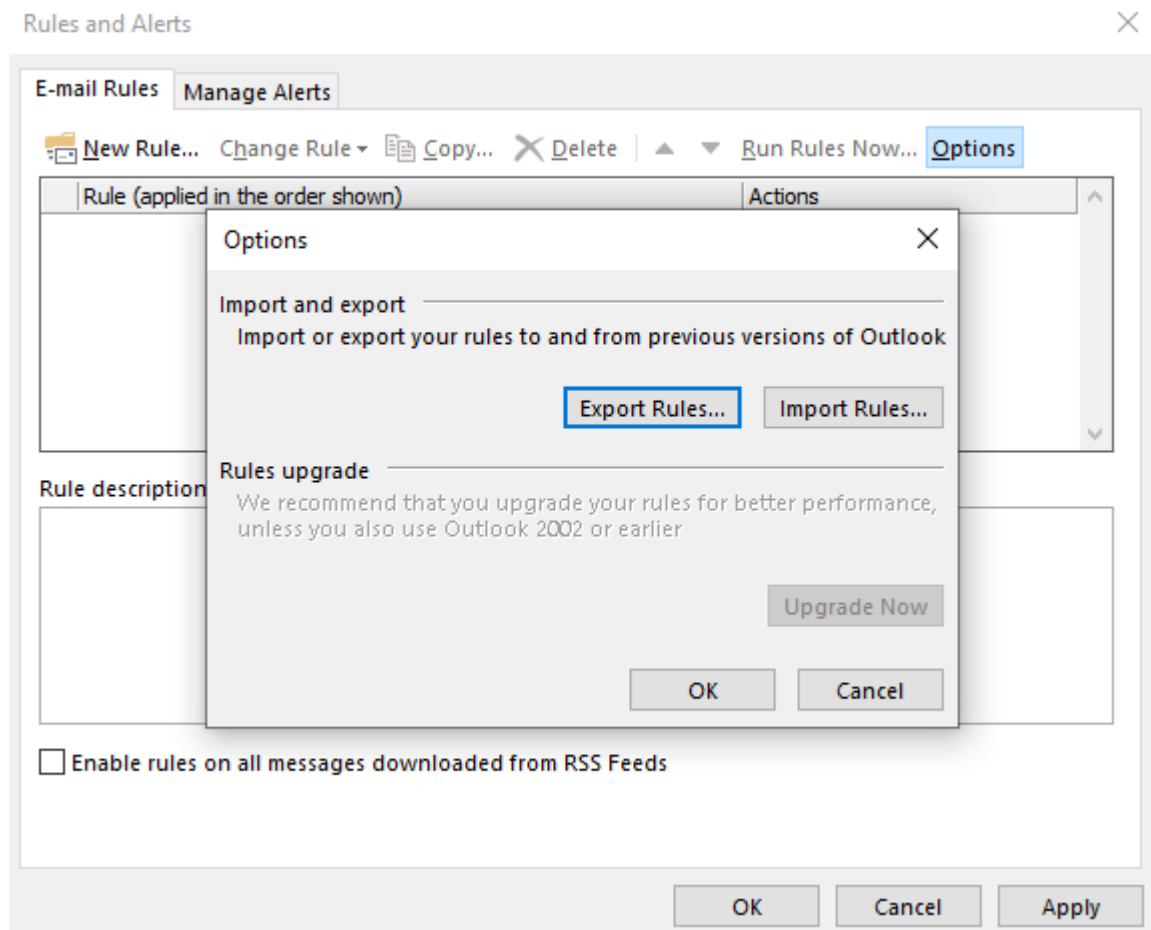 Rules and Alerts
E-mail Rules Manage Alerts
New Rule... Change Rule Copy... Delete Run Rules Now... Options
Rule (applied in the order shown) Actions
Options
Import and export
Import or export your rules to and from previous versions of Outlook
Export Rules... Import Rules...
Rules upgrade
Rule description
We recommend that you upgrade your rules for better performance,
unless you also use Outlook 2002 or earlier
Upgrade Now
OK Cancel
Enable rules on all messages downloaded from RSS Feeds
OK Cancel Apply